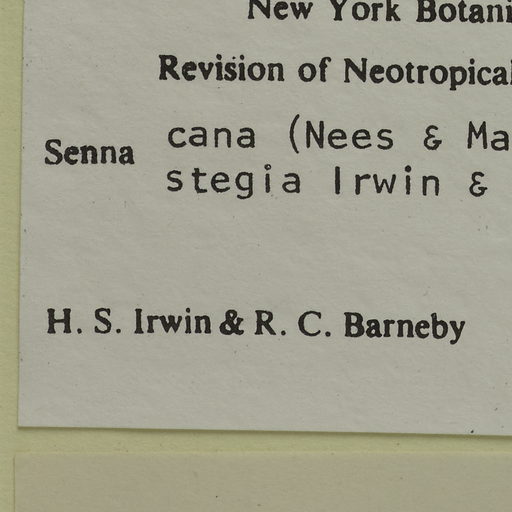 New York Botani
Revision of Neotropical
Senna cana (Nees & Ma
stegia Irwin &
H. S. Irwin & R. C. Barneby